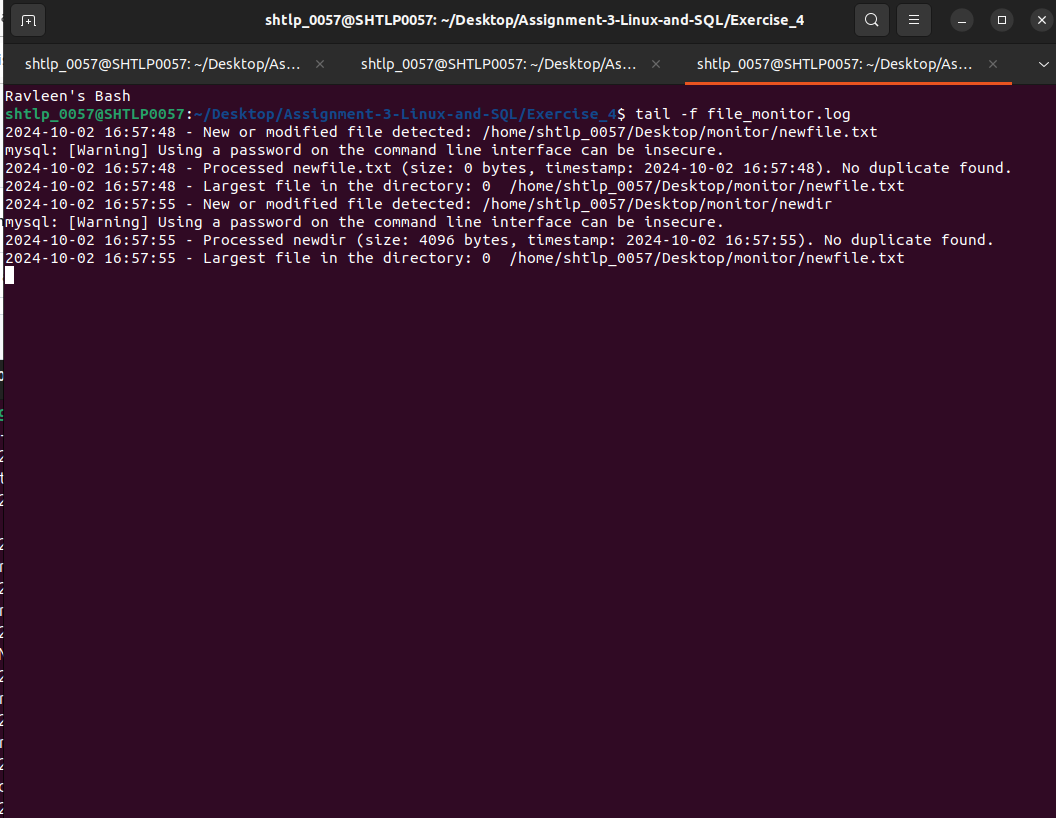 shtlp_0057@SHTLP0057: ~/Desktop/Assignment-3-Linux-and-SQL/Exercise_4
shtlp_0057@SHTLP0057: ~/Desktop/As... × shtlp_0057@SHTLP0057: ~/Desktop/As... × shtlp_0057@SHTLP0057: ~/Desktop/As... ×
Ravleen's Bash
shtlp_0057@SHTLP0057:~/Desktop/Assignment-3-Linux-and-SQL/Exercise_4$ tail -f file_monitor.log
2024-10-02 16:57:48 - New or modified file detected: /home/shtlp_0057/Desktop/monitor/newfile.txt
mysql: [Warning] Using a password on the command line interface can be insecure.
2024-10-02 16:57:48 - Processed newfile.txt (size: 0 bytes, timestamp: 2024-10-02 16:57:48). No duplicate found.
2024-10-02 16:57:48 - Largest file in the directory: 0  /home/shtlp_0057/Desktop/monitor/newfile.txt
2024-10-02 16:57:55 - New or modified file detected: /home/shtlp_0057/Desktop/monitor/newdir
mysql: [Warning] Using a password on the command line interface can be insecure.
2024-10-02 16:57:55 - Processed newdir (size: 4096 bytes, timestamp: 2024-10-02 16:57:55). No duplicate found.
2024-10-02 16:57:55 - Largest file in the directory: 0  /home/shtlp_0057/Desktop/monitor/newfile.txt